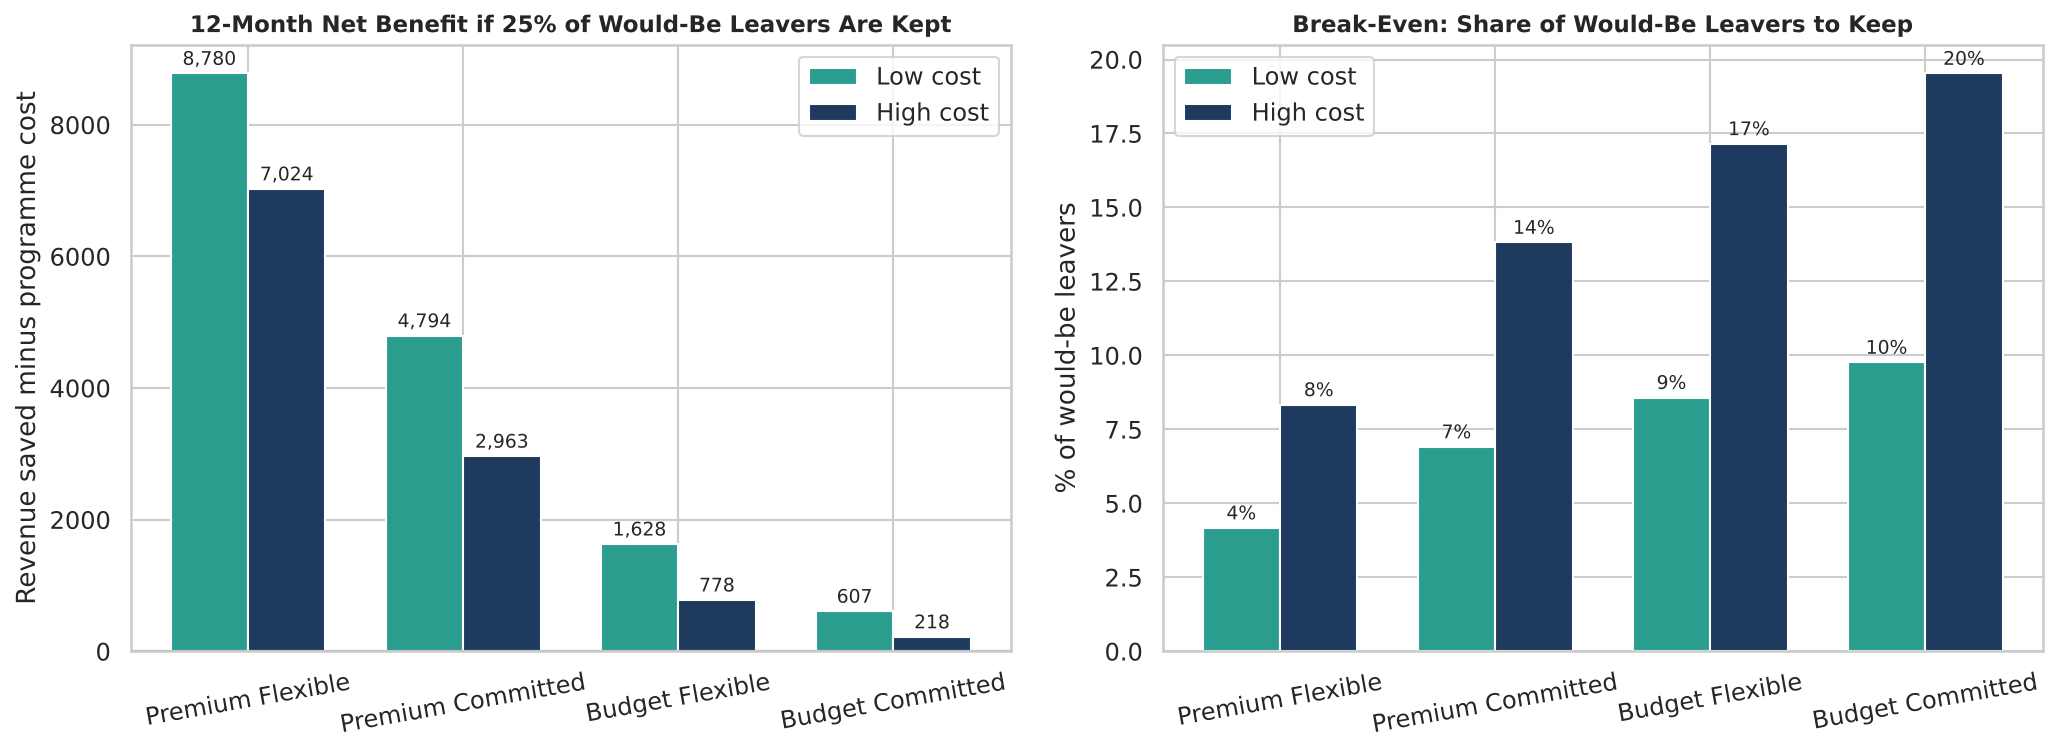 12-Month Net Benefit if 25% of Would-Be Leavers Are Kept
Revenue saved minus programme cost
8000
6000
4000
2000
0
Low cost
High cost
8,780
7,024
4,794
2,963
1,628
778
607
218
Premium Flexible
Premium Committed
Budget Flexible
Budget Committed
Break-Even: Share of Would-Be Leavers to Keep
% of would-be leavers
20.0
17.5
15.0
12.5
10.0
7.5
5.0
2.5
0.0
Low cost
High cost
4%
8%
7%
14%
9%
17%
10%
20%
Premium Flexible
Premium Committed
Budget Flexible
Budget Committed